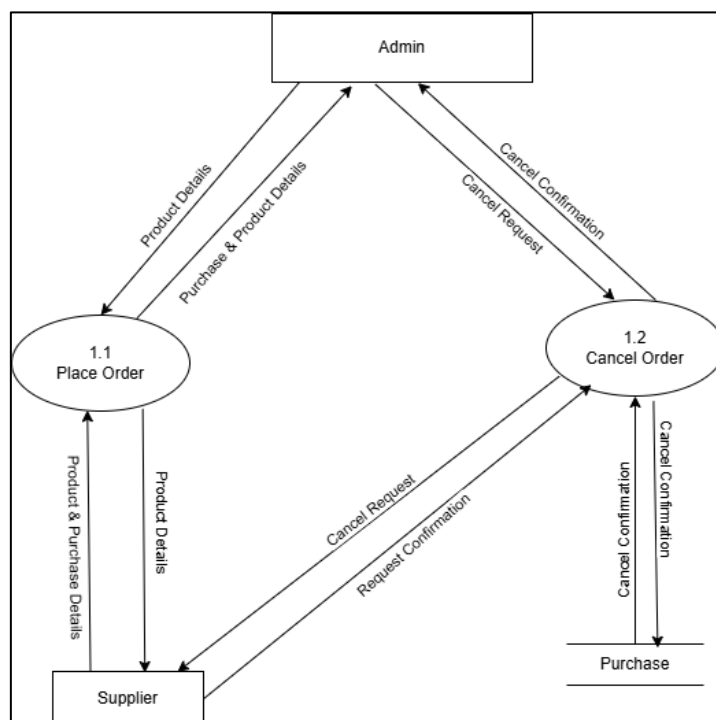 Admin
Product Details
Purchase & Product Details
Cancel Request
Cancel Confirmation
1.1
Place Order
1.2
Cancel Order
Product & Purchase Details
Product Details
Cancel Request
Request Confirmation
Cancel Confirmation
Cancel Confirmation
Supplier
Purchase